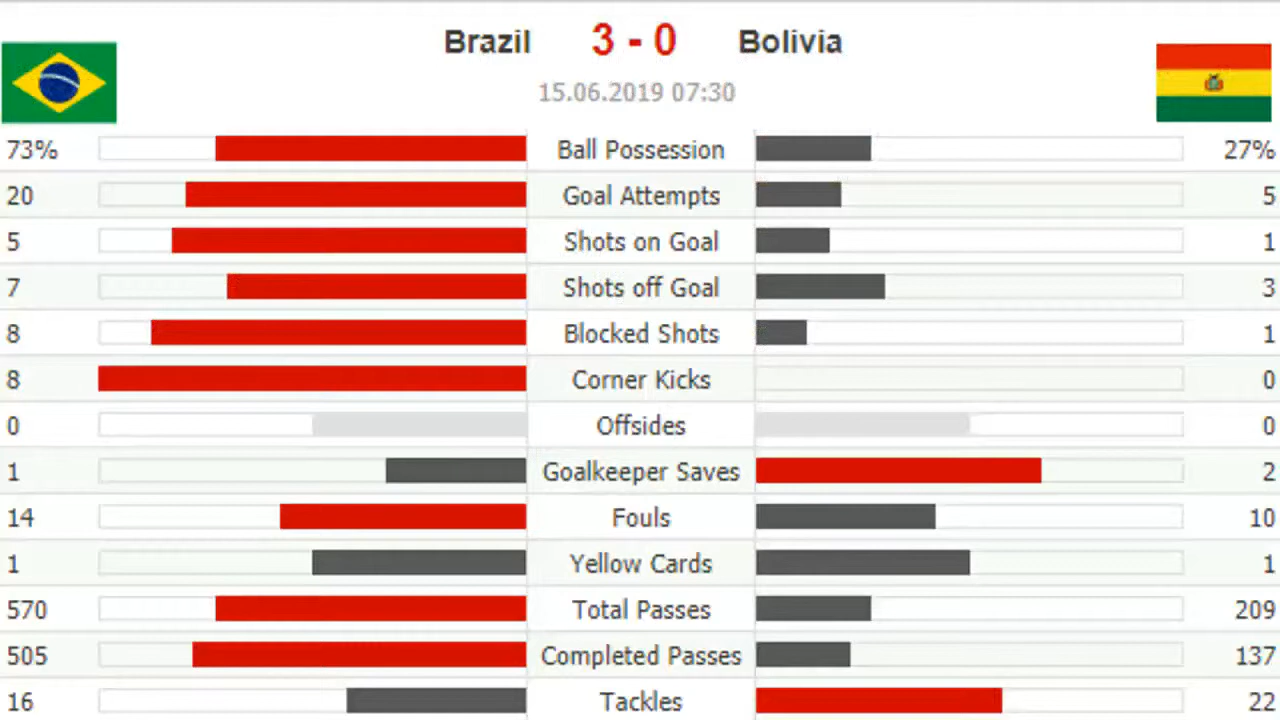 Brazil 3 - 0 Bolivia
15.06.2019 07:30
73% Ball Possession 27%
20 Goal Attempts 5
5 Shots on Goal 1
7 Shots off Goal 3
8 Blocked Shots 1
8 Corner Kicks 0
0 Offsides 0
1 Goalkeeper Saves 2
14 Fouls 10
1 Yellow Cards 1
570 Total Passes 209
505 Completed Passes 137
16 Tackles 22